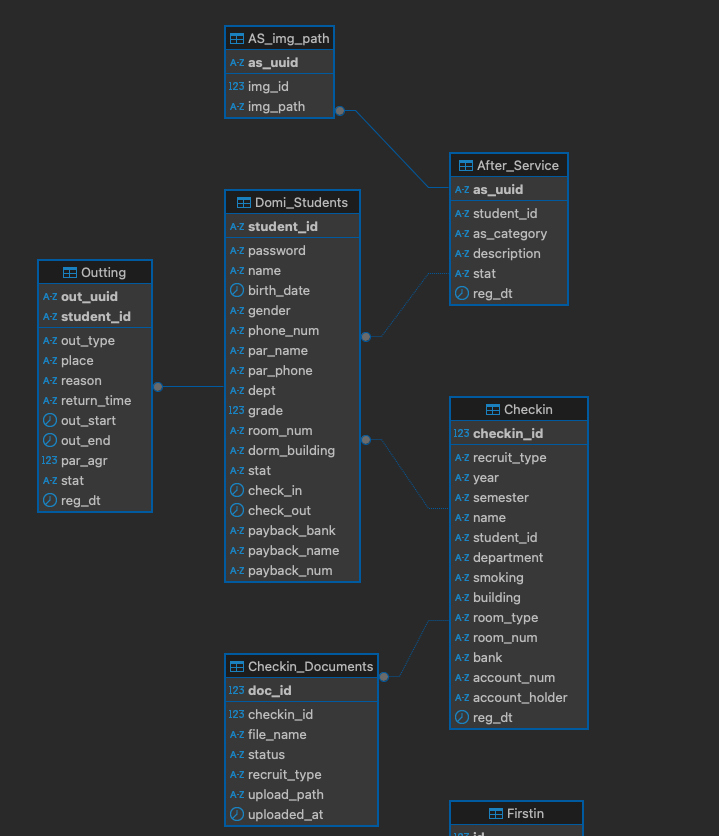 AS_img_path
A-Z as_uuid
123 img_id
A-Z img_path
After_Service
A-Z as_uuid
A-Z student_id
A-Z as_category
A-Z description
A-Z stat
reg_dt
Domi_Students
A-Z student_id
A-Z password
A-Z name
birth_date
A-Z gender
A-Z phone_num
A-Z par_name
A-Z par_phone
A-Z dept
123 grade
A-Z room_num
A-Z dorm_building
A-Z stat
check_in
check_out
A-Z payback_bank
A-Z payback_name
A-Z payback_num
Outting
A-Z out_uuid
A-Z student_id
A-Z out_type
A-Z place
A-Z reason
A-Z return_time
out_start
out_end
123 par_agr
A-Z stat
reg_dt
Checkin
123 checkin_id
A-Z recruit_type
A-Z year
A-Z semester
A-Z name
A-Z student_id
A-Z department
A-Z smoking
A-Z building
A-Z room_type
A-Z room_num
A-Z bank
A-Z account_num
A-Z account_holder
reg_dt
Checkin_Documents
123 doc_id
123 checkin_id
A-Z file_name
A-Z status
A-Z recruit_type
A-Z upload_path
uploaded_at
Firstin
123 id